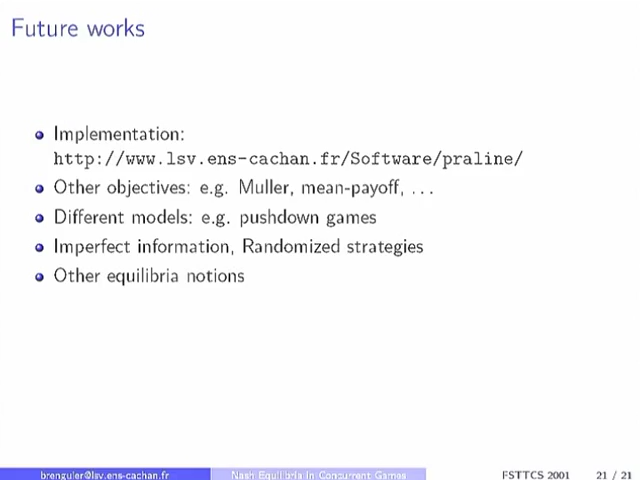 Future works
Implementation:
http://www.lsv.ens-cachan.fr/Software/praline/
Other objectives: e.g. Muller, mean-payoff, ...
Different models: e.g. pushdown games
Imperfect information, Randomized strategies
Other equilibria notions
brenguier@lsv.ens-cachan.fr Nash Equilibria in Concurrent Games FSTTCS 2001 21 / 21